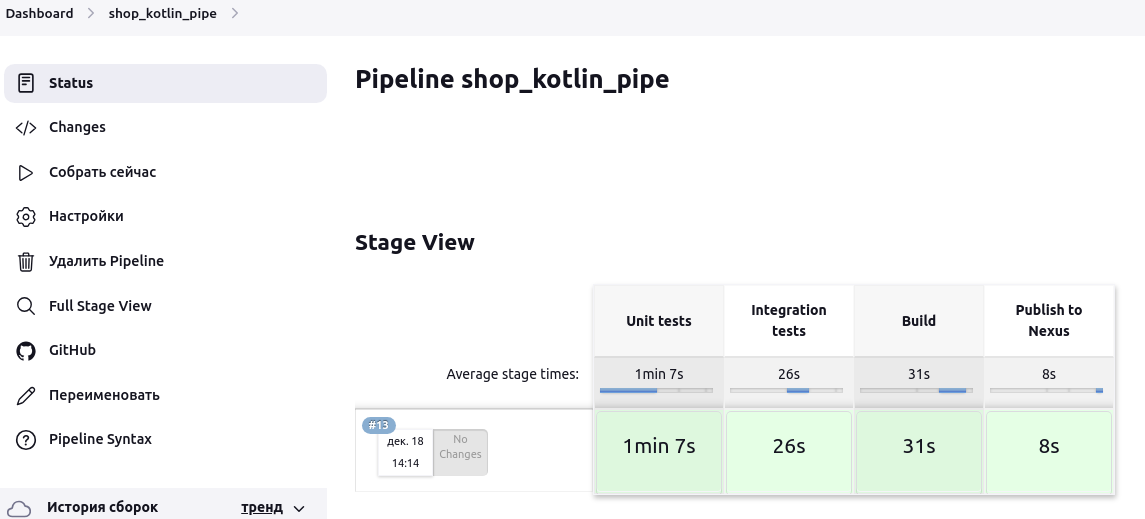 Dashboard
shop_kotlin_pipe
Status
Changes
Собрать сейчас
Настройки
Удалить Pipeline
Full Stage View
GitHub
Переименовать
Pipeline Syntax
История сборок
тренд
Pipeline shop_kotlin_pipe
Stage View
Unit tests
Integration
tests
Build
Publish to
Nexus
Average stage times:
1min 7s
26s
31s
8s
#13
дек. 18
14:14
No
Changes
1min 7s
26s
31s
8s